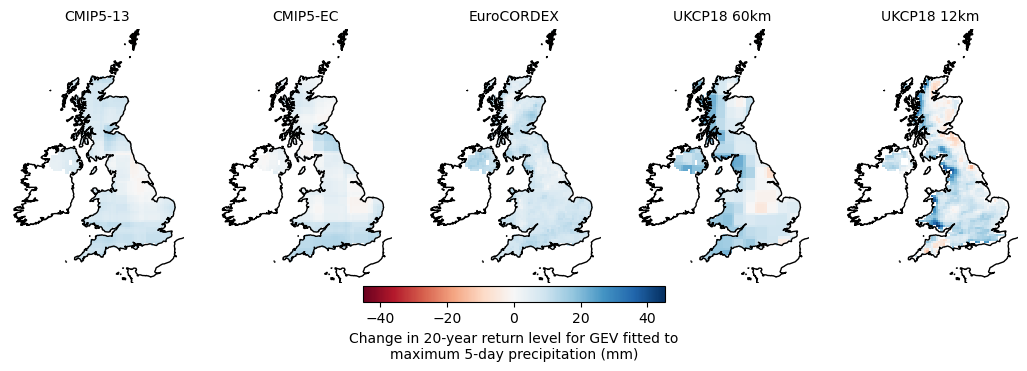 CMIP5-13 CMIP5-EC EuroCORDEX UKCP18 60km UKCP18 12km
−40 −20 0 20 40
Change in 20-year return level for GEV fitted to
maximum 5-day precipitation (mm)